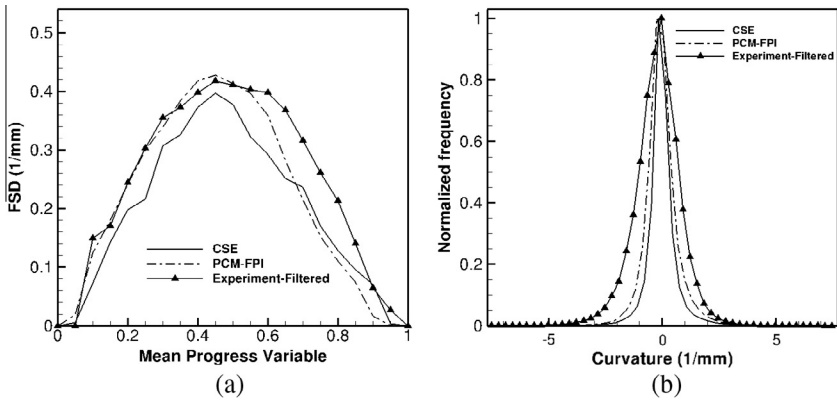 0.5
0.4
0.3
0.2
0.1
0
FSD (1/mm)
CSE
PCM-FPI
Experiment-Filtered
0 0.2 0.4 0.6 0.8 1
Mean Progress Variable
(a)
1
0.8
0.6
0.4
0.2
0
Normalized frequency
CSE
PCM-FPI
Experiment-Filtered
-5 0 5
Curvature (1/mm)
(b)